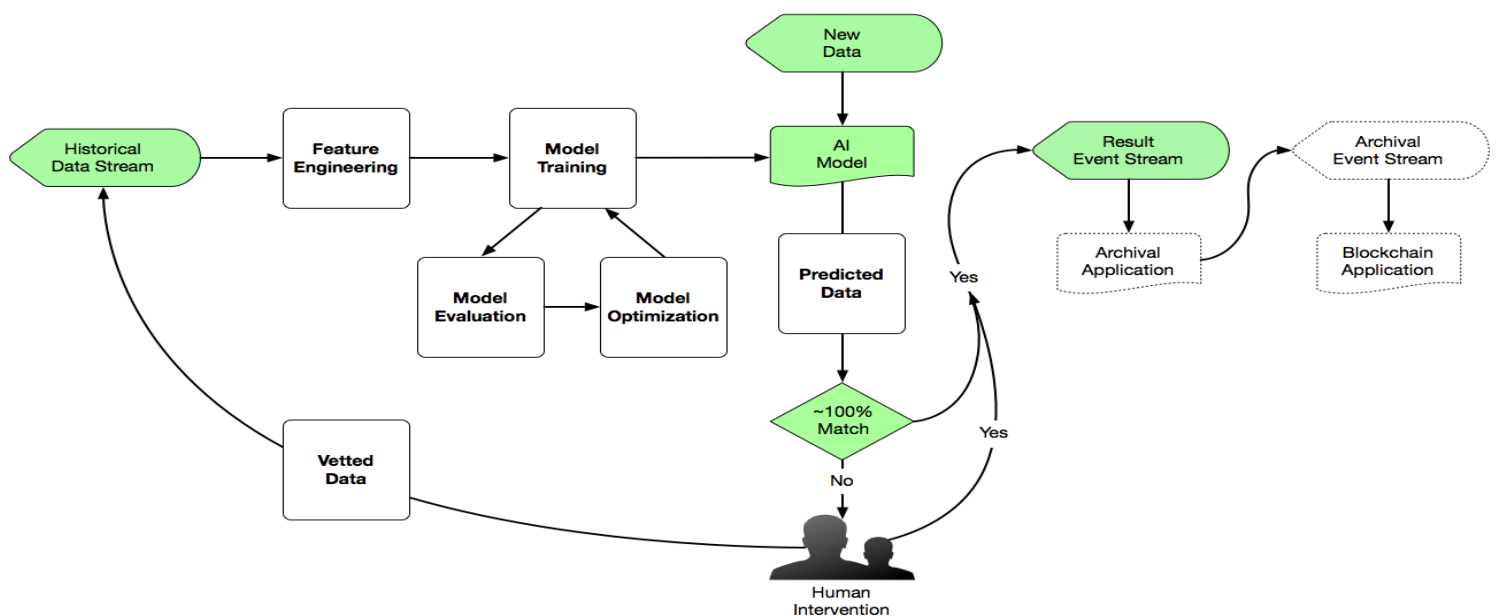 New
Data
Historical
Data Stream
Feature
Engineering
Model
Training
AI
Model
Result
Event Stream
Archival
Event Stream
Model
Evaluation
Model
Optimization
Predicted
Data
Yes
Archival
Application
Blockchain
Application
~100%
Match
Yes
Vetted
Data
No
Human
Intervention